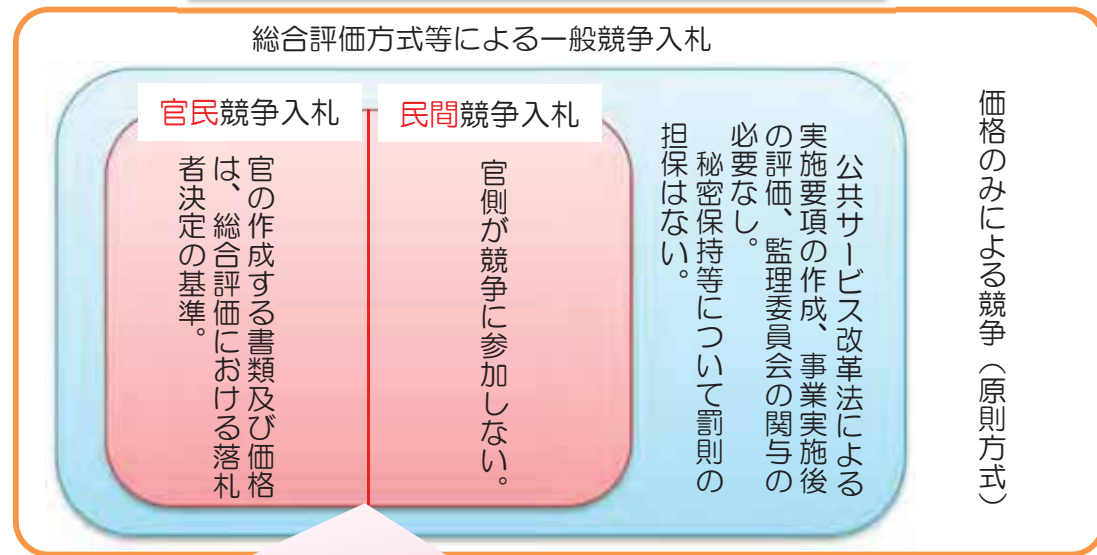 総合評価方式等による一般競争入札
官民競争入札
官の作成する書類及び価格
は、総合評価における落札
者決定の基準。
民間競争入札
官側が競争に参加しない。
公共サービス改革法による
実施要項の作成、事業実施後
の評価、監理委員会の関与の
必要なし。
秘密保持等について罰則の
担保はない。
価格のみによる競争（原則方式）